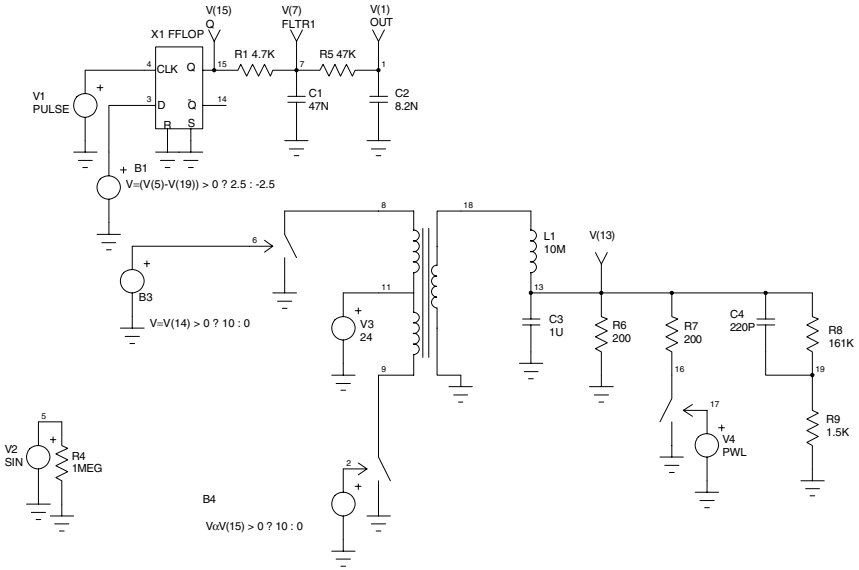 V(15)
Q
V(7)
FLTR1
V(1)
OUT
X1 FFLOP
R1 4.7K
R5 47K
4
CLK
Q
15
7
1
V1
PULSE
+
3
D
Q
14
R
S
C1
47N
C2
8.2N
+
B1
V=(V(5)-V(19)) > 0 ? 2.5 : -2.5
8
18
6
L1
10M
V(13)
+
B3
V=V(14) > 0 ? 10 : 0
11
+
V3
24
13
C3
1U
R6
200
R7
200
C4
220P
R8
161K
9
16
19
17
+
V4
PWL
R9
1.5K
5
V2
SIN
+
R4
1MEG
2
+
B4
VαV(15) > 0 ? 10 : 0